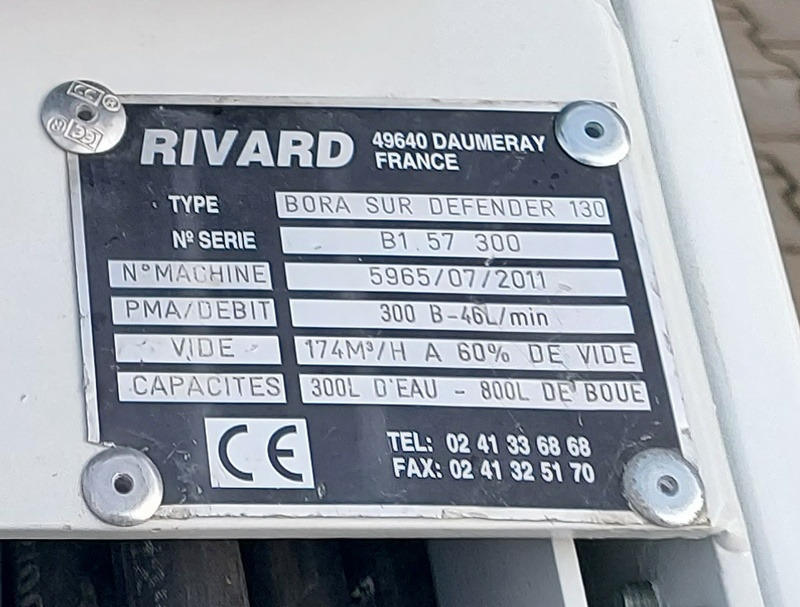 RIVARD 49640 DAUMERAY
FRANCE
TYPE BORA SUR DEFENDER 130
Nº SERIE B1.57 300
N° MACHINE 5965/07/2011
PMA/DEBIT 300 B-46L/min
VIDE 174M³/H A 60% DE VIDE
CAPACITES 300L D'EAU - 800L DE BOUE
CE
TEL: 02 41 33 68 68
FAX: 02 41 32 51 70